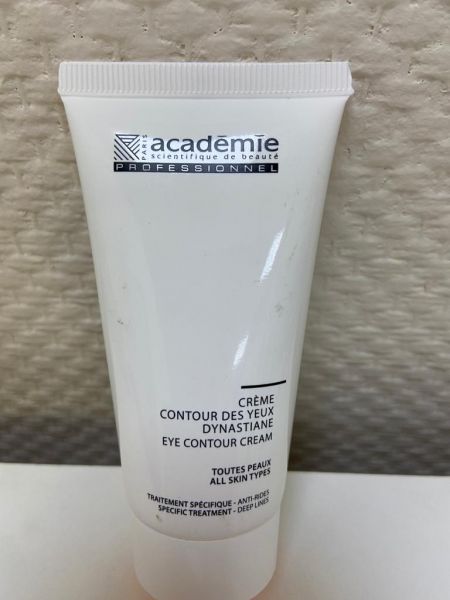 PARIS
académie
scientifique de beauté
PROFESSIONNEL
CRÈME
CONTOUR DES YEUX
DYNASTIANE
EYE CONTOUR CREAM
TOUTES PEAUX
ALL SKIN TYPES
TRAITEMENT SPÉCIFIQUE - ANTI-RIDES
SPECIFIC TREATMENT - DEEP LINES